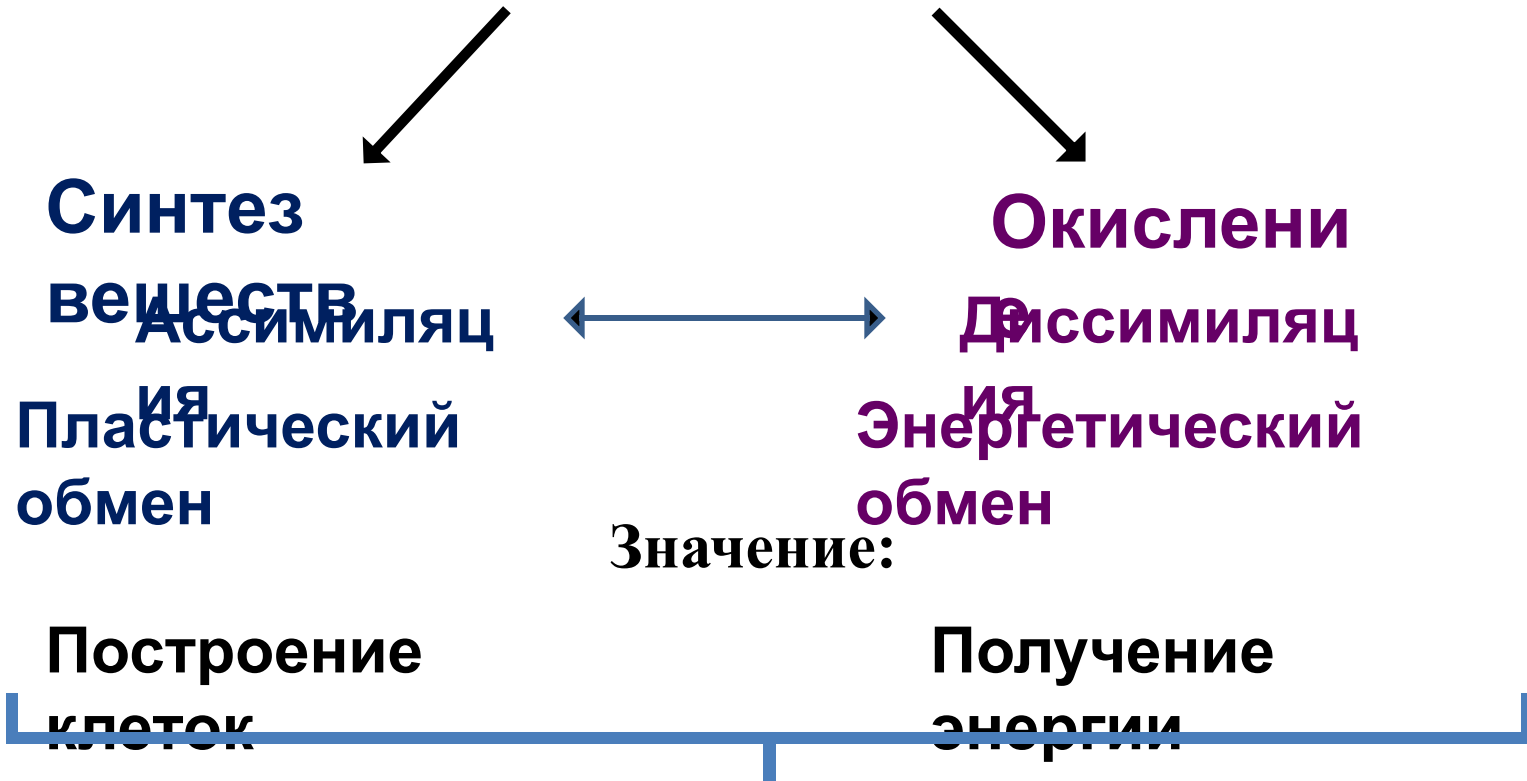 Синтез
веществ
Ассимиляц
ия
Пластический
обмен
Окислени
е
Диссимиляц
ия
Энергетический
обмен
Значение:
Построение
клеток
Получение
энергии